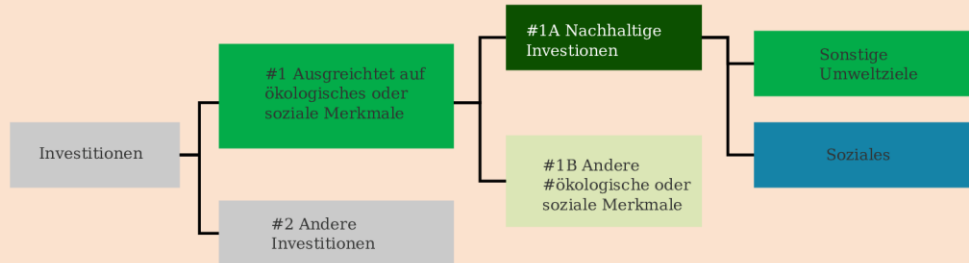 Investitionen
#1 Ausgreichtet auf
ökologisches oder
soziale Merkmale
#2 Andere
Investitionen
#1A Nachhaltige
Investionen
#1B Andere
#ökologische oder
soziale Merkmale
Sonstige
Umweltziele
Soziales